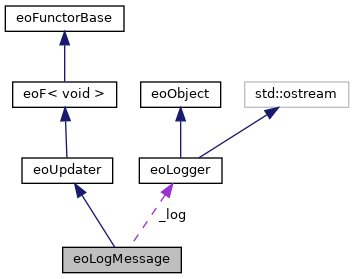 eoFunctorBase
eoF< void >
eoObject
std::ostream
eoUpdater
eoLogger
_log
eoLogMessage